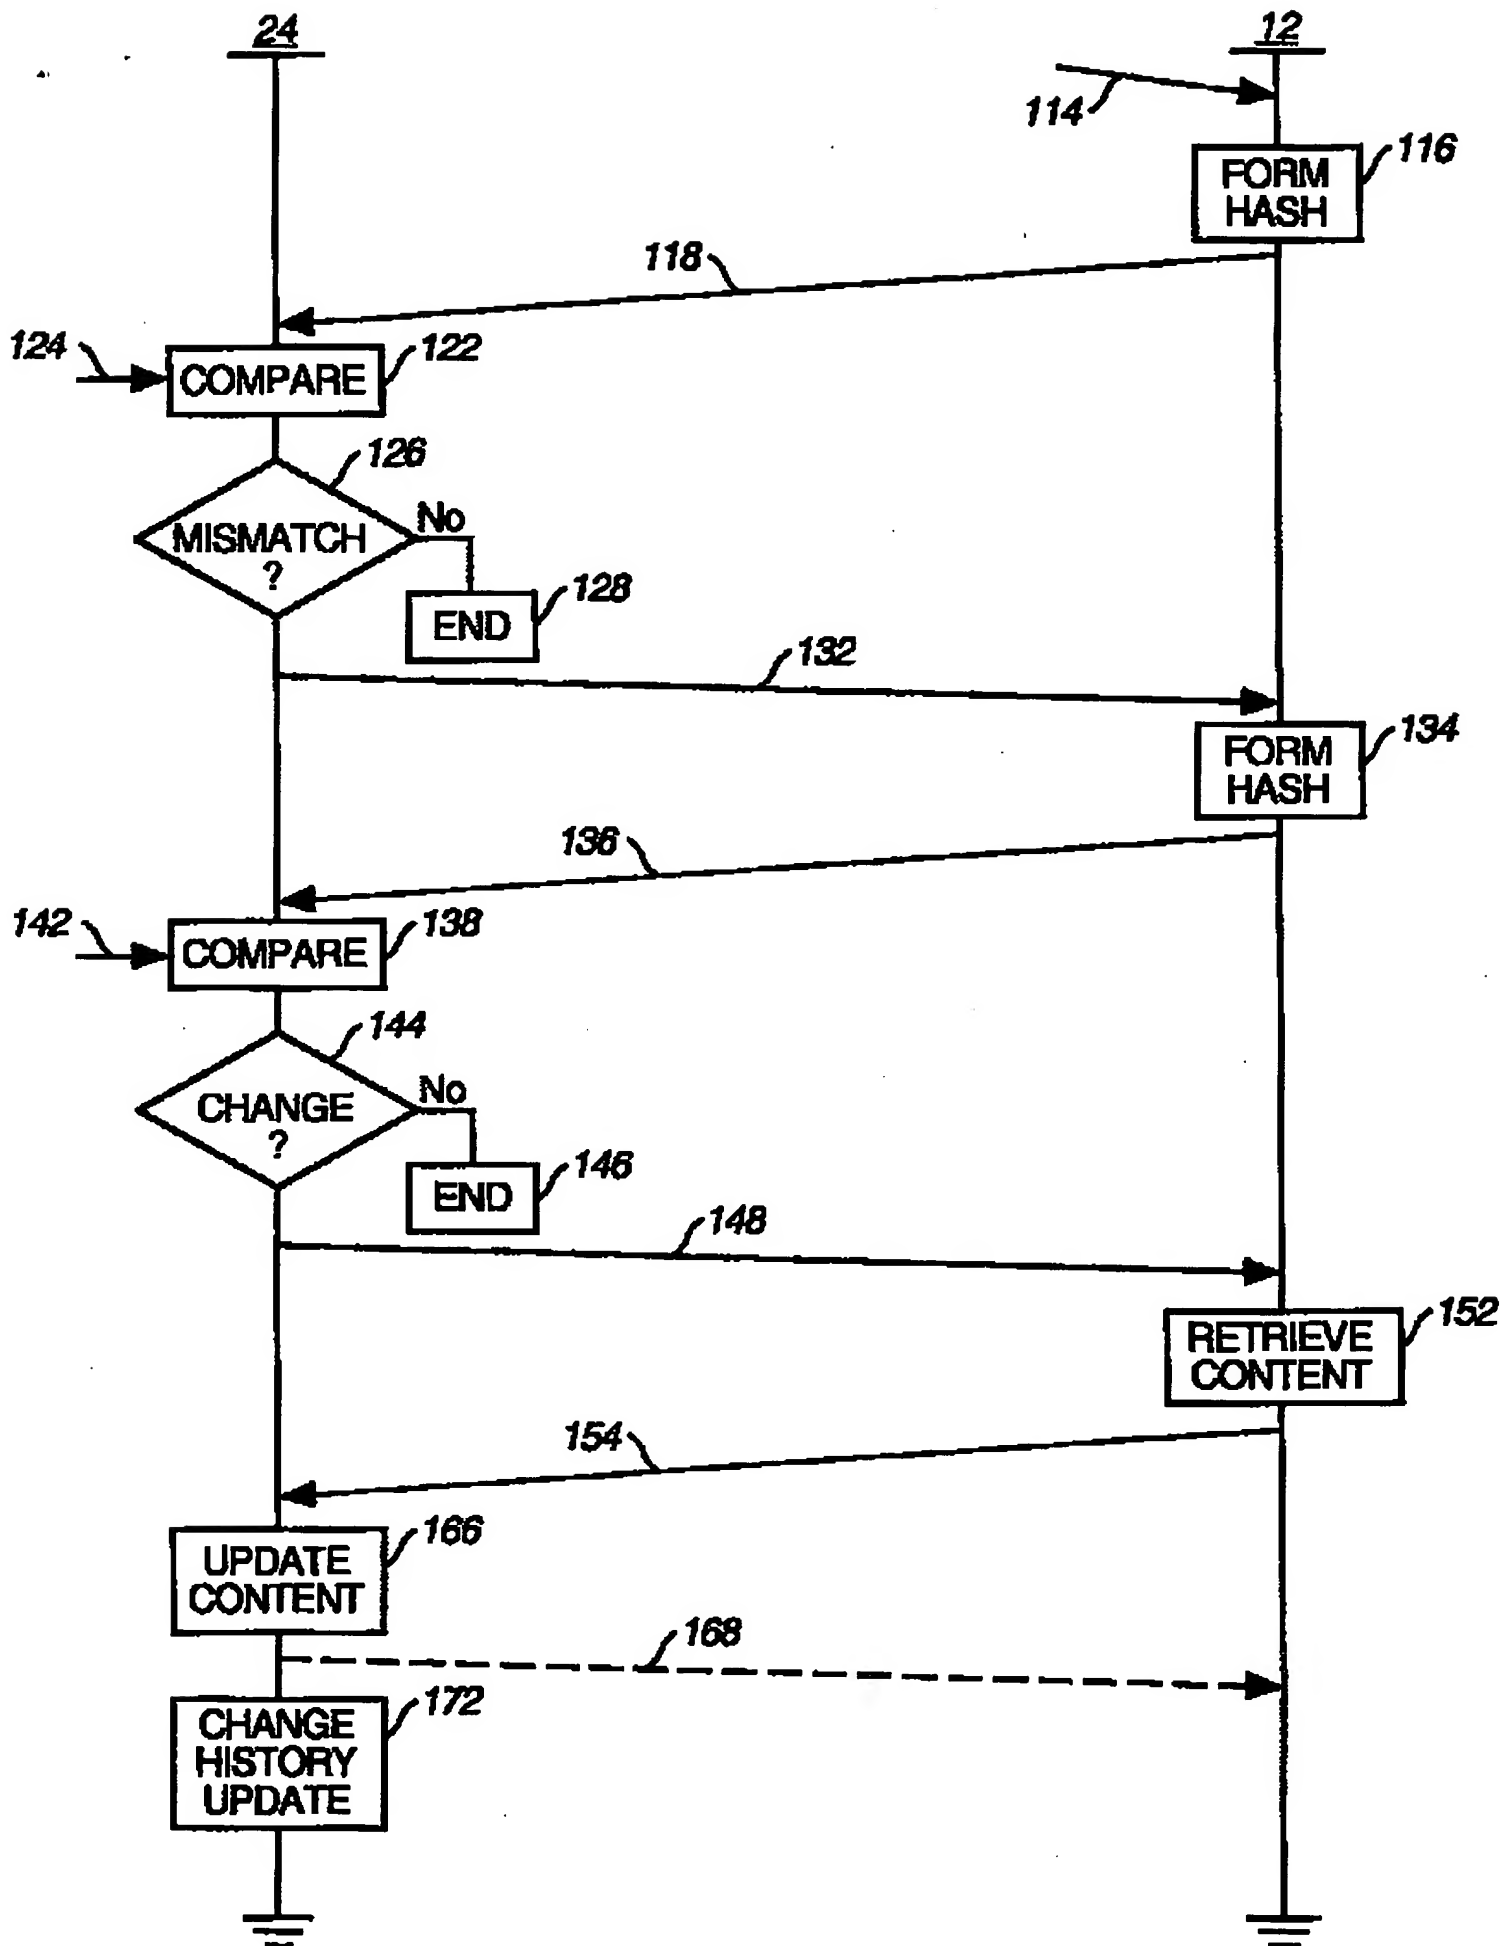 24
12
114
116
FORM
HASH
118
124
122
COMPARE
126
MISMATCH
?
No
128
END
132
134
FORM
HASH
136
142
138
COMPARE
144
CHANGE
?
No
146
END
148
152
RETRIEVE
CONTENT
154
166
UPDATE
CONTENT
168
172
CHANGE
HISTORY
UPDATE